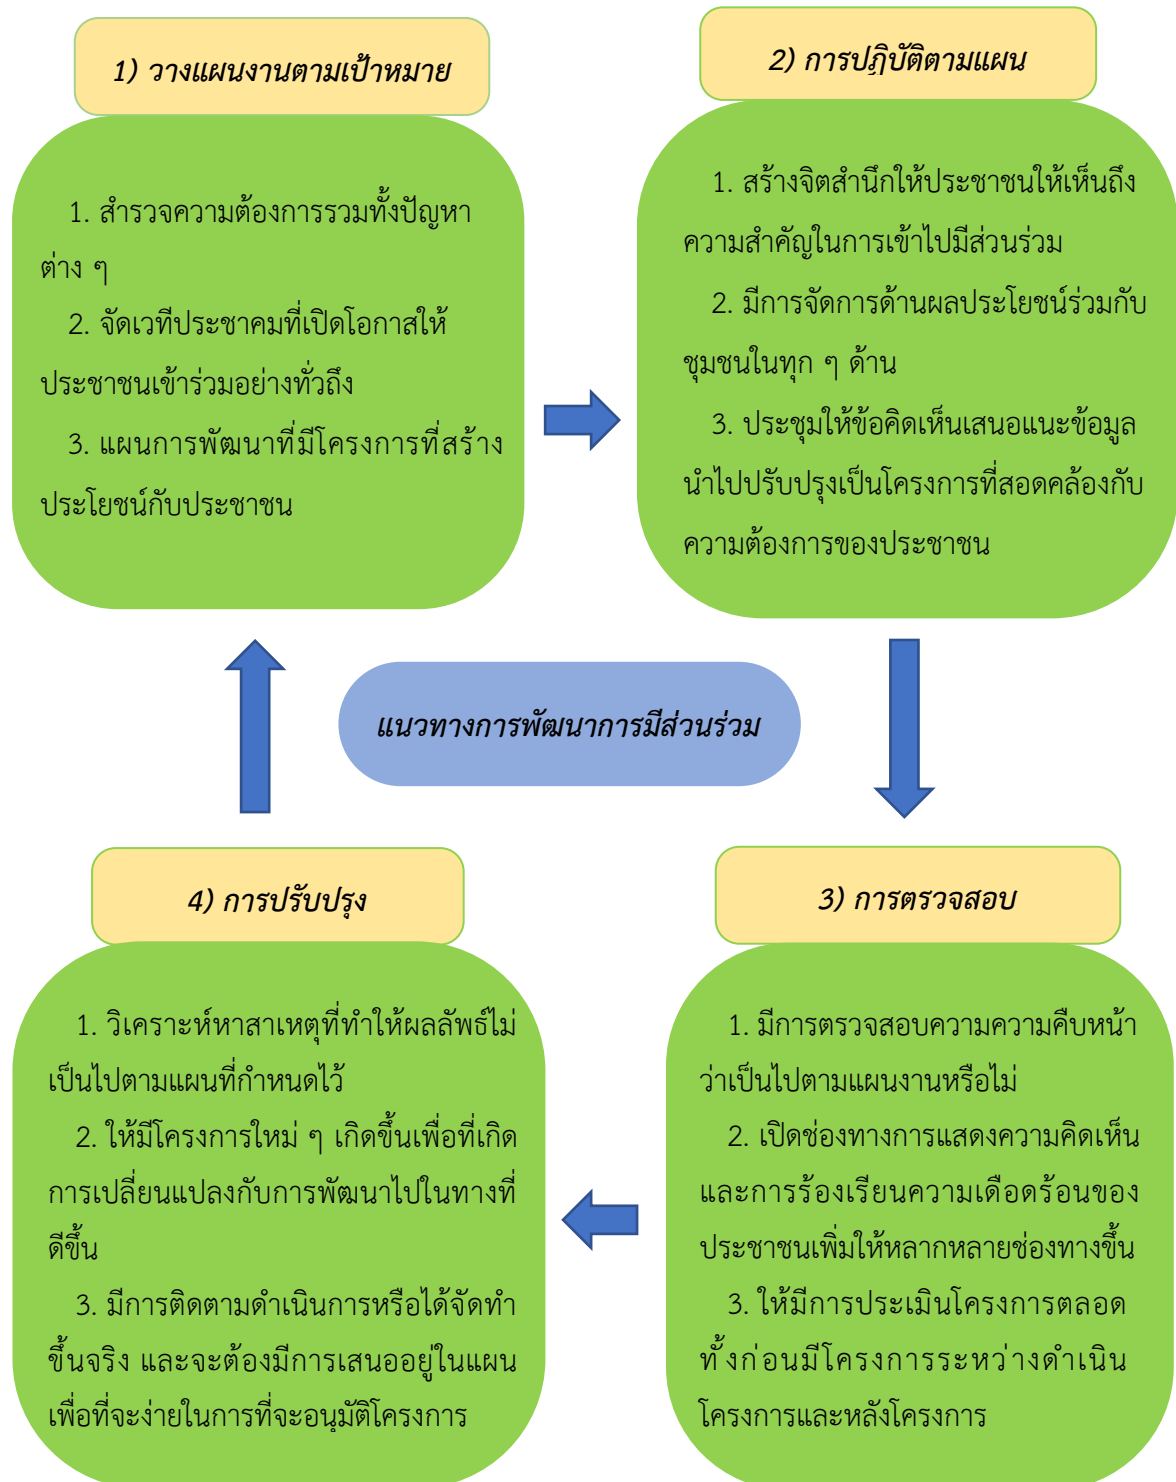 1) วางแผนงานตามเป้าหมาย
1. สำรวจความต้องการรวมทั้งปัญหา
ต่าง ๆ
2. จัดเวทีประชาคมที่เปิดโอกาสให้
ประชาชนเข้าร่วมอย่างทั่วถึง
3. แผนการพัฒนาที่มีโครงการที่สร้าง
ประโยชน์กับประชาชน
2) การปฏิบัติตามแผน
1. สร้างจิตสำนึกให้ประชาชนให้เห็นถึง
ความสำคัญในการเข้าไปมีส่วนร่วม
2. มีการจัดการด้านผลประโยชน์ร่วมกับ
ชุมชนในทุก ๆ ด้าน
3. ประชุมให้ข้อคิดเห็นเสนอแนะข้อมูล
นำไปปรับปรุงเป็นโครงการที่สอดคล้องกับ
ความต้องการของประชาชน
แนวทางการพัฒนาการมีส่วนร่วม
3) การตรวจสอบ
1. มีการตรวจสอบความความคืบหน้า
ว่าเป็นไปตามแผนงานหรือไม่
2. เปิดช่องทางการแสดงความคิดเห็น
และการร้องเรียนความเดือดร้อนของ
ประชาชนเพิ่มให้หลากหลายช่องทางขึ้น
3. ให้มีการประเมินโครงการตลอด
ทั้งก่อนมีโครงการระหว่างดำเนิน
โครงการและหลังโครงการ
4) การปรับปรุง
1. วิเคราะห์หาสาเหตุที่ทำให้ผลลัพธ์ไม่
เป็นไปตามแผนที่กำหนดไว้
2. ให้มีโครงการใหม่ ๆ เกิดขึ้นเพื่อที่เกิด
การเปลี่ยนแปลงกับการพัฒนาไปในทางที่
ดีขึ้น
3. มีการติดตามดำเนินการหรือได้จัดทำ
ขึ้นจริง และจะต้องมีการเสนออยู่ในแผน
เพื่อที่จะง่ายในการที่จะอนุมัติโครงการ